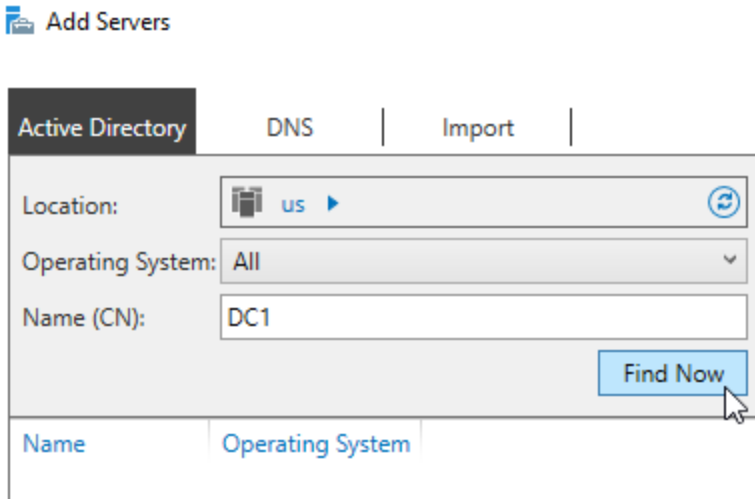 Add Servers
Active Directory DNS Import
Location: us
Operating System: All
Name (CN): DC1
Find Now
Name Operating System